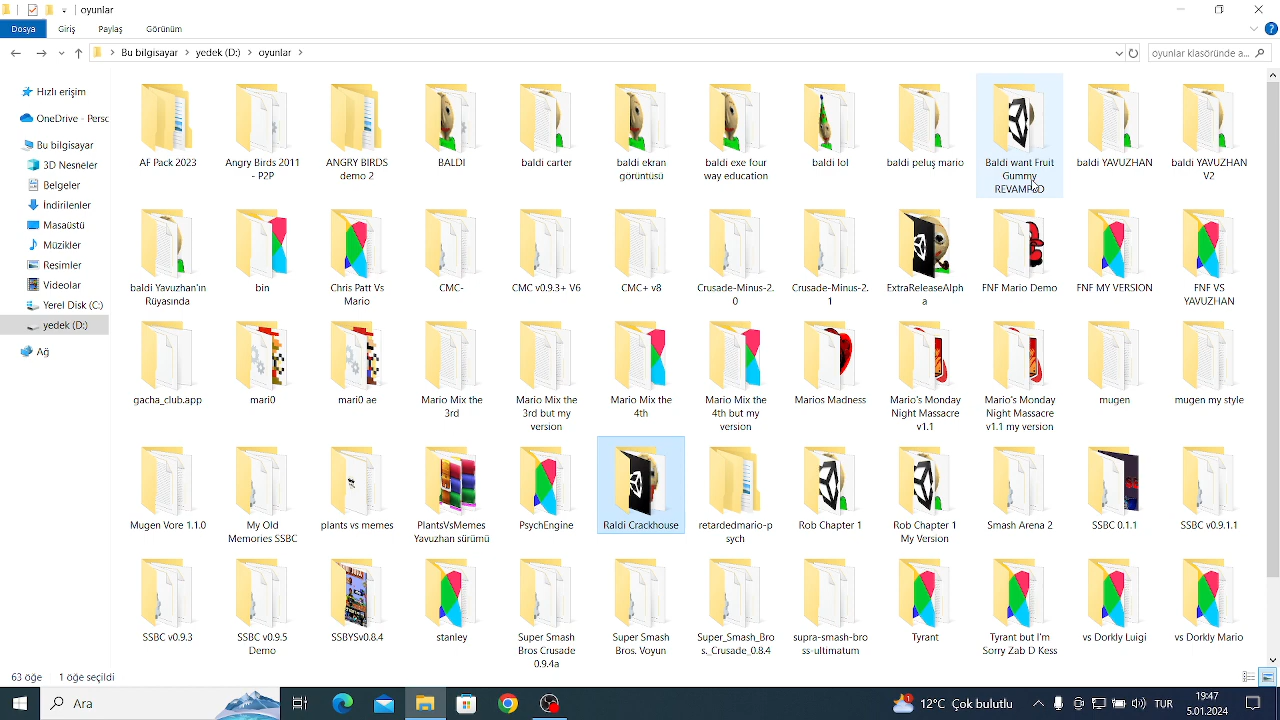 oyunlar
Dosya Giriş Paylaş Görünüm
Bu bilgisayar yedek (D:) oyunlar
oyunlar klasöründe a...
Hızlı erişim
OneDrive - Perso
Bu bilgisayar
3D Nesneler
Belgeler
İndirilenler
Masaüstü
Müzikler
Resimler
Videolar
Yerel Disk (C:)
yedek (D:)
Ağ
AF Pack 2023
Angry Birds 2011
- P2P
ANGRY BIRDS
demo 2
BALDI
baldi carter
baldi ekran
görüntüsü
baldi exe four
way education
baldi lol
baldi peluş mario
Baldi want Fruit
Gummy
REVAMPED
baldi YAVUZHAN
baldi YAVUZHAN
V2
baldi Yavuzhan'ın
Rüyasında
bin
Chris Patt Vs
Mario
CMC-
CMC v0.9.3+ V6
CMC+ v8
Crusade-Minus-2.
0
Crusade-Minus-2.
1
ExtraReleaseAlph
a
FNF Mario Demo
FNF MY VERSION
FNF VS
YAVUZHAN
gacha_club.app
mari0
mari0 ae
Mario Mix the
3rd
Mario Mix the
3rd but my
version
Mario Mix the
4th
Mario Mix the
4th but my
version
Marios Madness
Mario's Monday
Night Massacre
v1.1
Mario's Monday
Night Massacre
v1.1 my version
mugen
mugen my style
Mugen Vore 1.1.0
My Old
Memories SSBC
plants vs memes
PlantsVsMemes
Yavuzhan sürümü
PsychEngine
Raldi Crackhouse
retardedmario-p
sych
Rob Chapter 1
Rob Chapter 1
My Version
Smash Arena 2
SSBC 0.1.1
SSBC v0.9.1.1
SSBC v0.9.3
SSBC v0.9.5
Demo
SSBYSv0.8.4
stanley
Super Smash
Bros Crusade
0.9.4a
Super Smash
Bros. Voyun
Super_Smash_Bro
s._Crusade_0.8.4
supra-smash-bro
ss-ultimatum
Tyrant
Tyrant but I'm
Sorry Zab D Kess
vs Dorkly Luigi
vs Dorkly Mario
63 öğe 1 öğe seçildi
Ara
12°C Çok bulutlu
TUR
19:47
5.01.2024